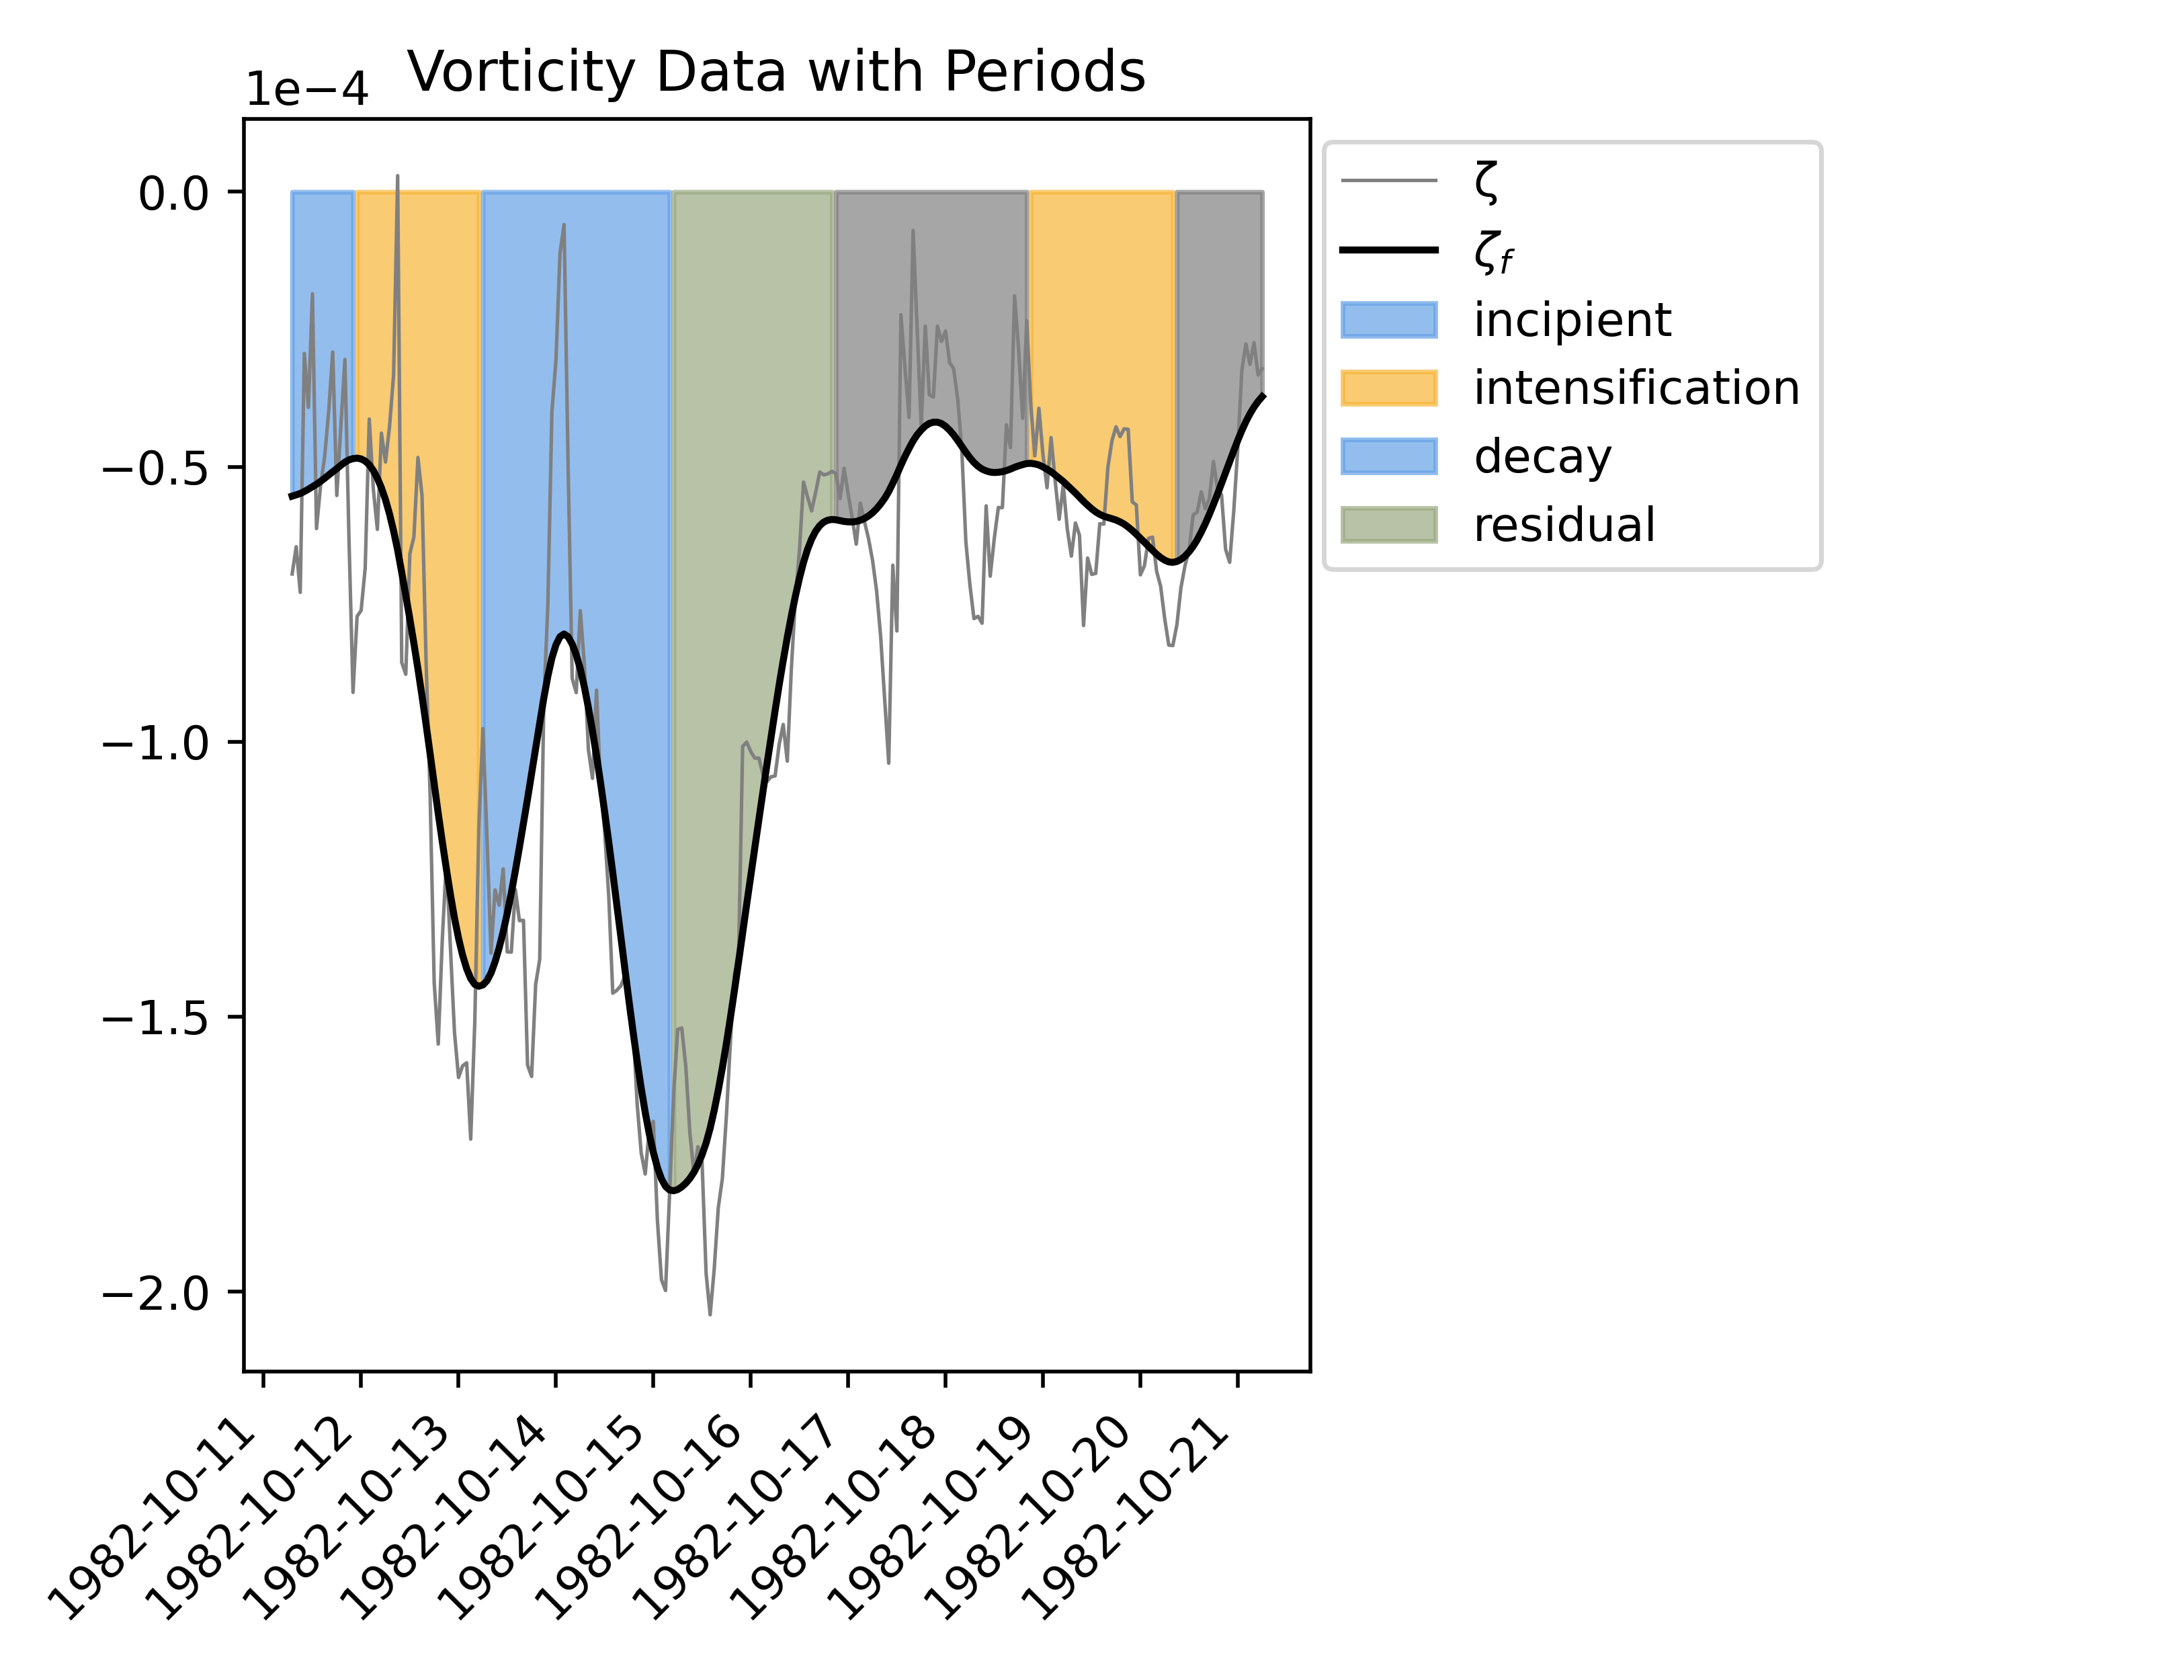 Vorticity Data with Periods
1e−4
0.0
−0.5
−1.0
−1.5
−2.0
1982-10-11
1982-10-12
1982-10-13
1982-10-14
1982-10-15
1982-10-16
1982-10-17
1982-10-18
1982-10-19
1982-10-20
1982-10-21
ζ
ζf
incipient
intensification
decay
residual